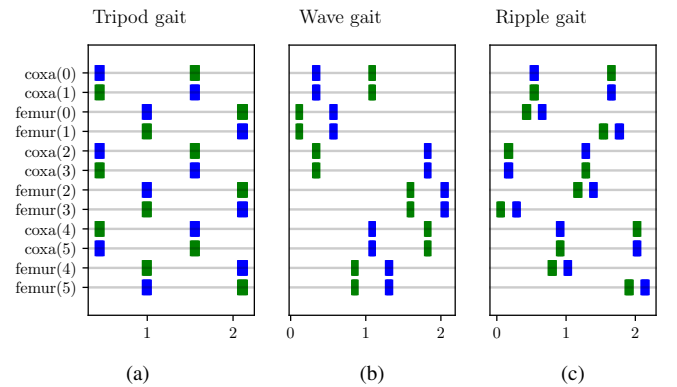 Tripod gait Wave gait Ripple gait
coxa(0)
coxa(1)
femur(0)
femur(1)
coxa(2)
coxa(3)
femur(2)
femur(3)
coxa(4)
coxa(5)
femur(4)
femur(5)
1 2 0 1 2 0 1 2
(a) (b) (c)